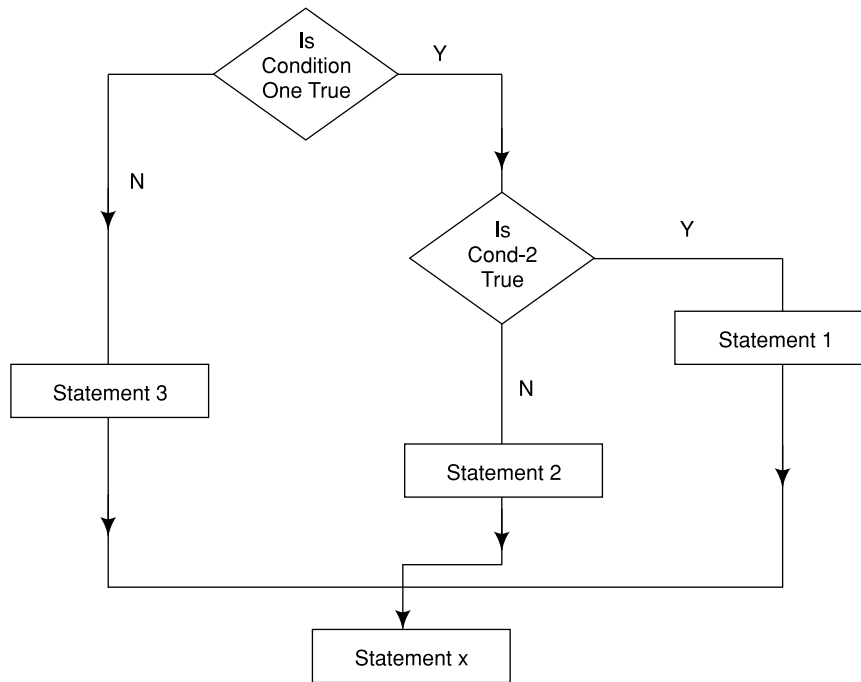 Is
Condition
One True
Y
N
Is
Cond-2
True
Y
Statement 1
Statement 3
N
Statement 2
Statement x